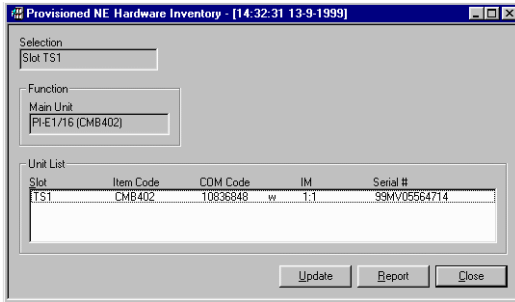 Provisioned NE Hardware Inventory - [14:32:31 13-9-1999]
Selection
Slot TS1
Function
Main Unit
PI-E1/16 (CMB402)
Unit List
Slot Item Code COM Code IM Serial #
TS1 CMB402 10836848 w 1:1 99MV05564714
Update Report Close